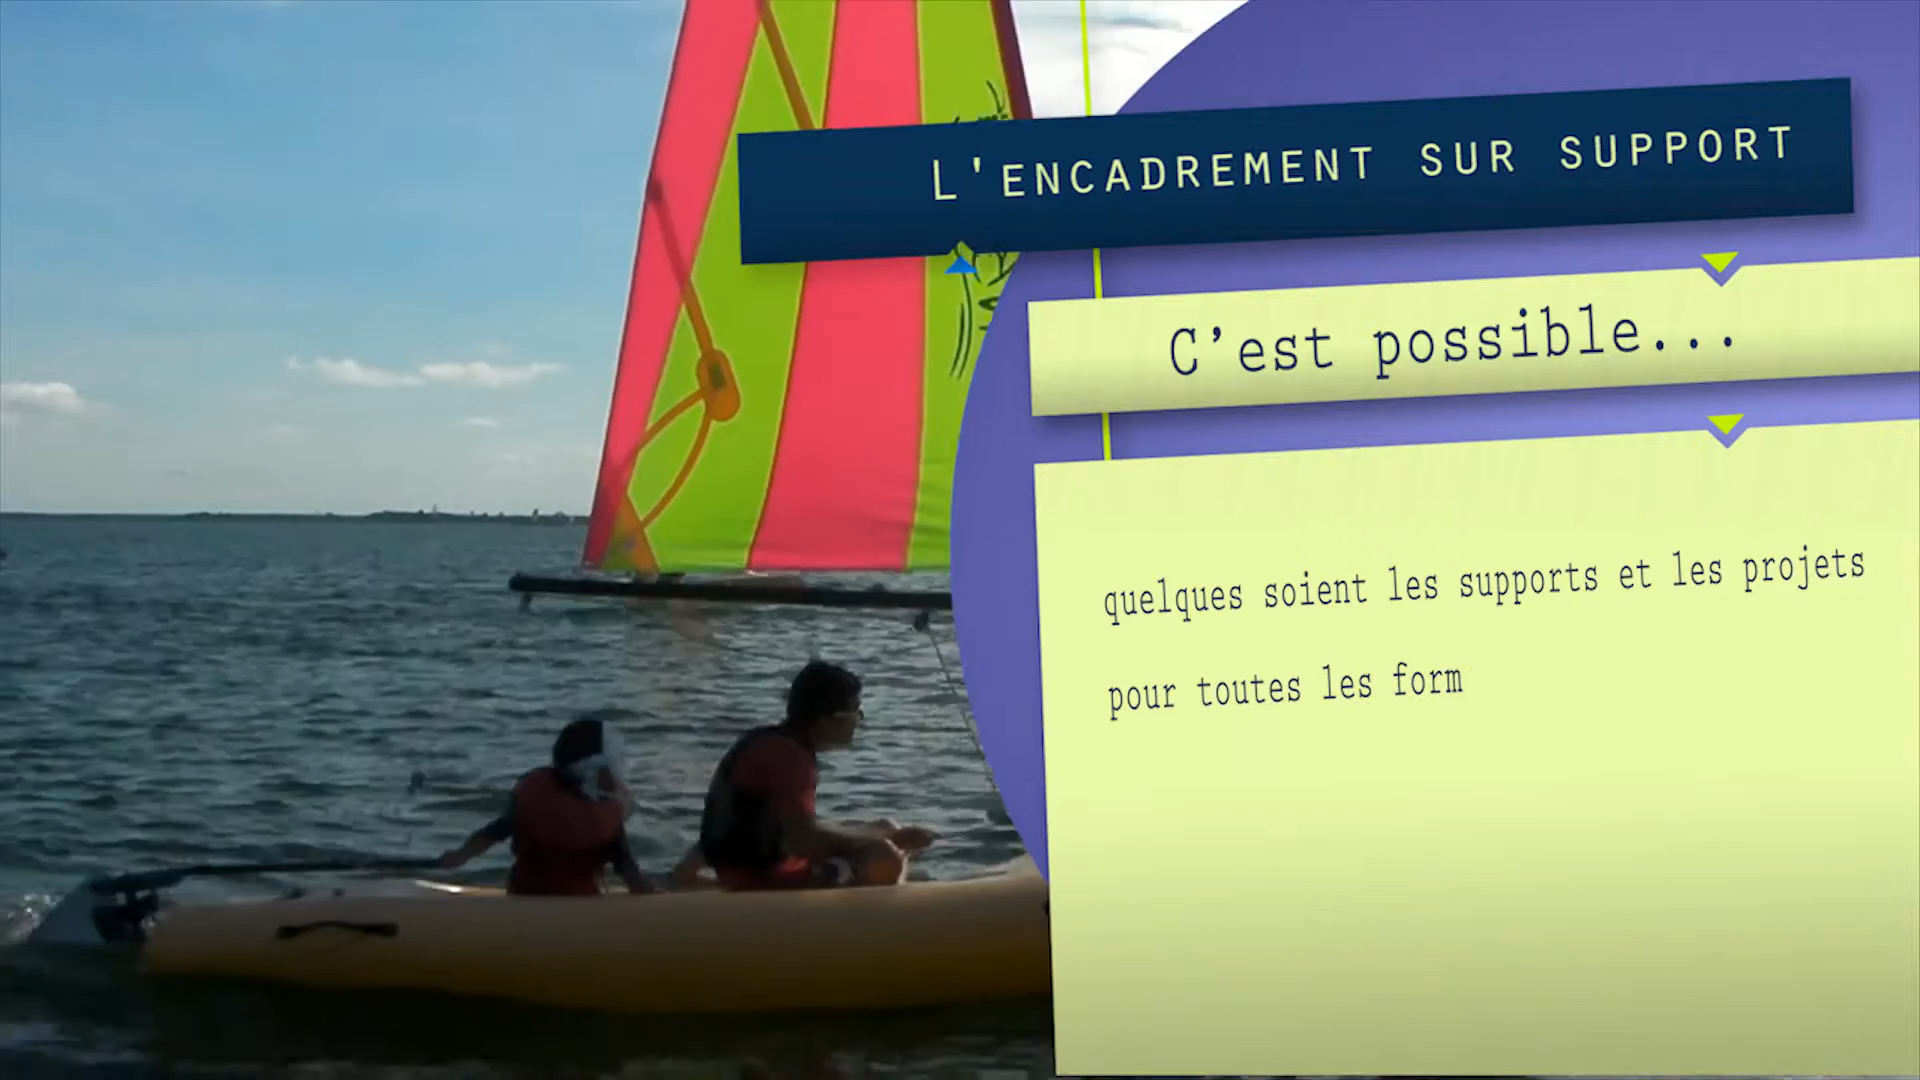 L'ENCADREMENT SUR SUPPORT
C’est possible...
quelques soient les supports et les projets
pour toutes les form